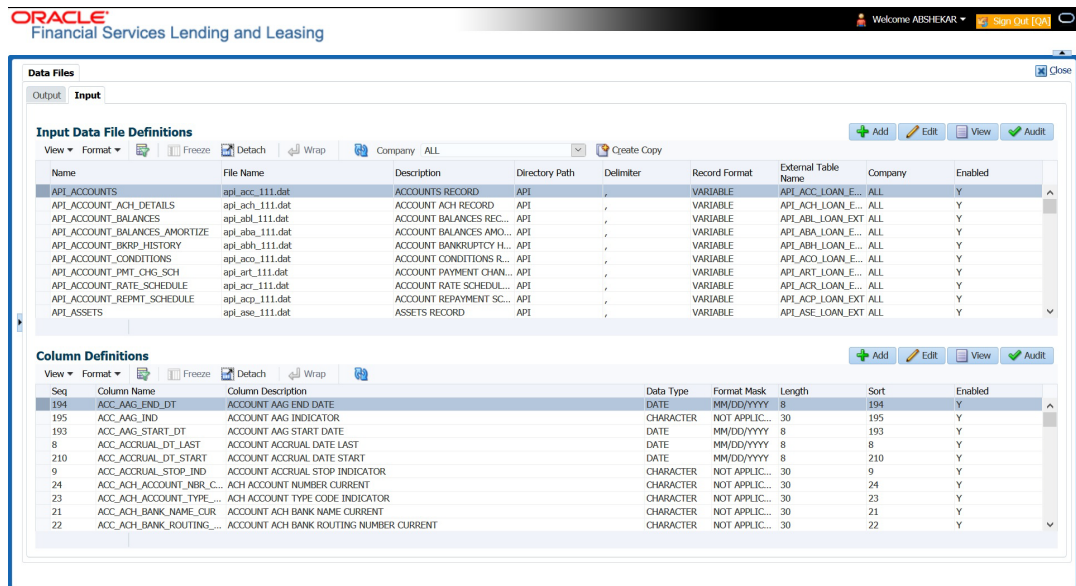 ORACLE®
Financial Services Lending and Leasing
Welcome ABSHEKAR
Sign Out [QA]
Data Files
Close
Output Input
Input Data File Definitions
Add Edit View Audit
View Format Freeze Detach Wrap Company ALL Create Copy
Name File Name Description Directory Path Delimiter Record Format External Table Name Company Enabled
API_ACCOUNTS api_acc_111.dat ACCOUNTS RECORD API , VARIABLE API_ACC_LOAN_E... ALL Y
API_ACCOUNT_ACH_DETAILS api_ach_111.dat ACCOUNT ACH RECORD API , VARIABLE API_ACH_LOAN_E... ALL Y
API_ACCOUNT_BALANCES api_abl_111.dat ACCOUNT BALANCES REC... API , VARIABLE API_ABL_LOAN_EXT ALL Y
API_ACCOUNT_BALANCES_AMORTIZE api_aba_111.dat ACCOUNT BALANCES AMO... API , VARIABLE API_ABA_LOAN_E... ALL Y
API_ACCOUNT_BKRP_HISTORY api_abh_111.dat ACCOUNT BANKRUPTCY H... API , VARIABLE API_ABH_LOAN_E... ALL Y
API_ACCOUNT_CONDITIONS api_aco_111.dat ACCOUNT CONDITIONS R... API , VARIABLE API_ACO_LOAN_E... ALL Y
API_ACCOUNT_PMT_CHG_SCH api_art_111.dat ACCOUNT PAYMENT CHAN... API , VARIABLE API_ART_LOAN_E... ALL Y
API_ACCOUNT_RATE_SCHEDULE api_acr_111.dat ACCOUNT RATE SCHEDUL... API , VARIABLE API_ACR_LOAN_E... ALL Y
API_ACCOUNT_REPMT_SCHEDULE api_acp_111.dat ACCOUNT REPAYMENT SC... API , VARIABLE API_ACP_LOAN_EXT ALL Y
API_ASSETS api_ase_111.dat ASSETS RECORD API , VARIABLE API_ASE_LOAN_EXT ALL Y
Column Definitions
Add Edit View Audit
View Format Freeze Detach Wrap
Seq Column Name Column Description Data Type Format Mask Length Sort Enabled
194 ACC_AAG_END_DT ACCOUNT AAG END DATE DATE MM/DD/YYYY 8 194 Y
195 ACC_AAG_IND ACCOUNT AAG INDICATOR CHARACTER NOT APPLIC... 30 195 Y
193 ACC_AAG_START_DT ACCOUNT AAG START DATE DATE MM/DD/YYYY 8 193 Y
8 ACC_ACCRUAL_DT_LAST ACCOUNT ACCRUAL DATE LAST DATE MM/DD/YYYY 8 8 Y
210 ACC_ACCRUAL_DT_START ACCOUNT ACCRUAL DATE START DATE MM/DD/YYYY 8 210 Y
9 ACC_ACCRUAL_STOP_IND ACCOUNT ACCRUAL STOP INDICATOR CHARACTER NOT APPLIC... 30 9 Y
24 ACC_ACH_ACCOUNT_NBR_C... ACH ACCOUNT NUMBER CURRENT CHARACTER NOT APPLIC... 30 24 Y
23 ACC_ACH_ACCOUNT_TYPE_... ACH ACCOUNT TYPE CODE INDICATOR CHARACTER NOT APPLIC... 30 23 Y
21 ACC_ACH_BANK_NAME_CUR ACCOUNT ACH BANK NAME CURRENT CHARACTER NOT APPLIC... 30 21 Y
22 ACC_ACH_BANK_ROUTING_... ACCOUNT ACH BANK ROUTING NUMBER CURRENT CHARACTER NOT APPLIC... 30 22 Y